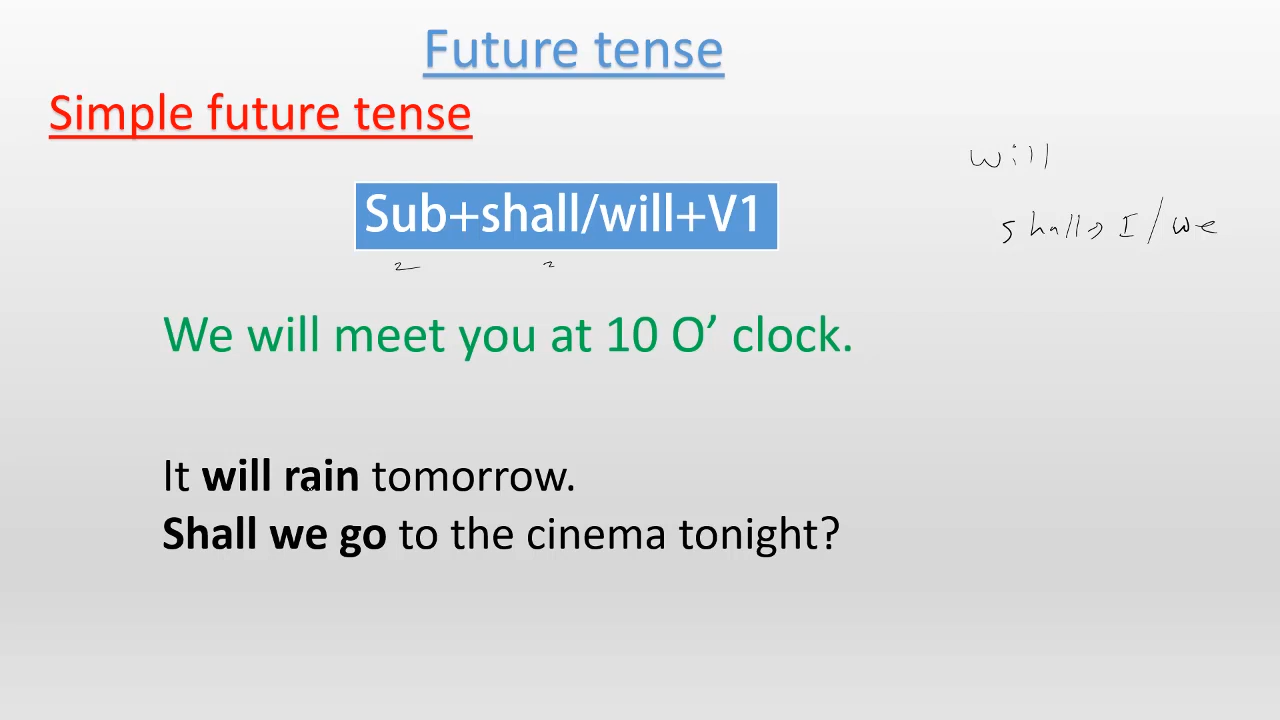 Future tense
Simple future tense
will
Sub+shall/will+V1
shall → I / we
We will meet you at 10 O’ clock.
It will rain tomorrow.
Shall we go to the cinema tonight?